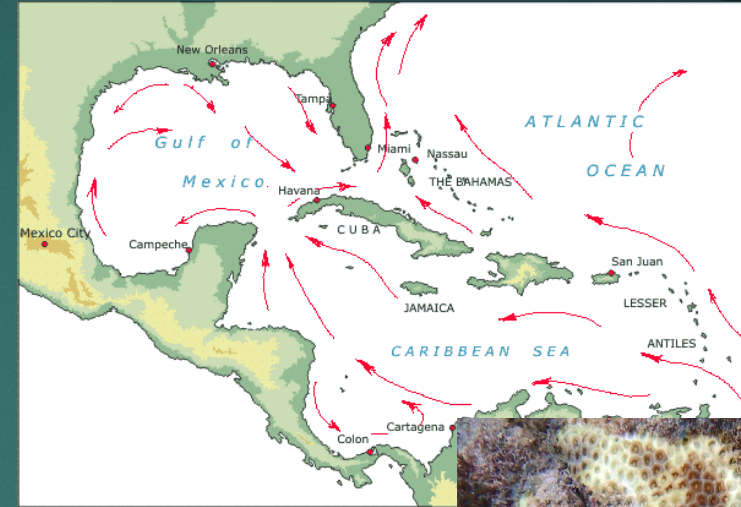 New Orleans
Tampa
ATLANTIC
Gulf of
Miami
Nassau
OCEAN
Mexico
THE BAHAMAS
Havana
CUBA
Mexico City
Campeche
San Juan
JAMAICA
LESSER
ANTILES
CARIBBEAN SEA
Cartagena
Colon